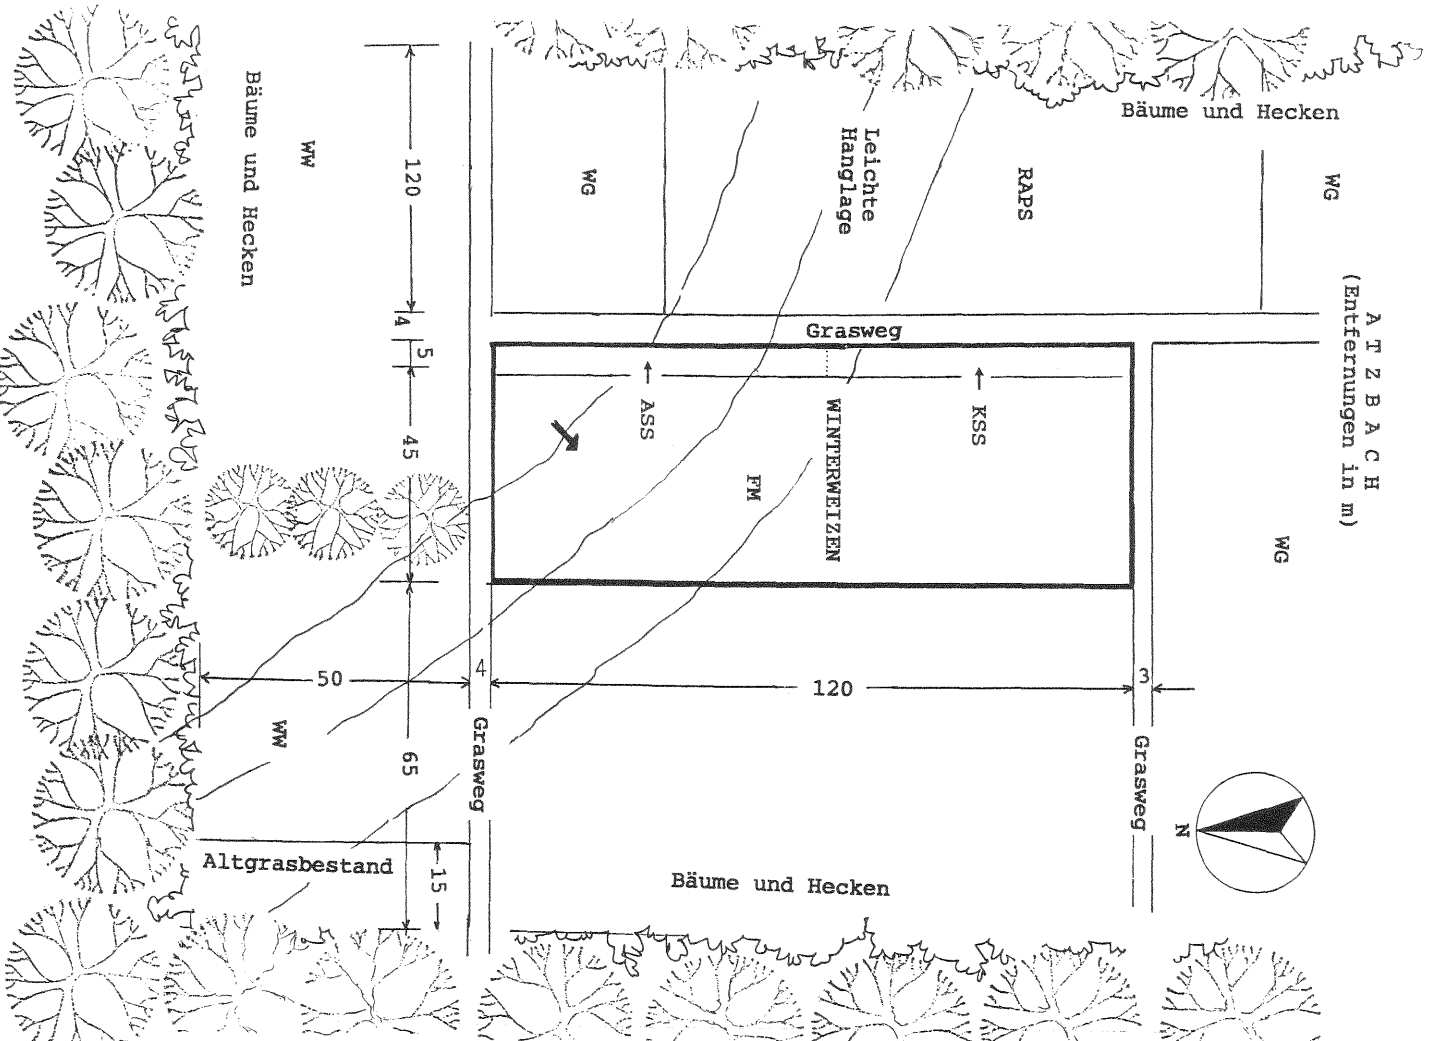 Bäume und Hecken
Bäume und Hecken
WW
120
WG
Leichte
Hanglage
RAPS
WG
A T Z B A C H
(Entfernungen in m)
4
5
Grasweg
45
ASS
WINTERWEIZEN
KSS
FM
WG
50
4
120
3
WW
65
Grasweg
Grasweg
N
Altgrasbestand
15
Bäume und Hecken